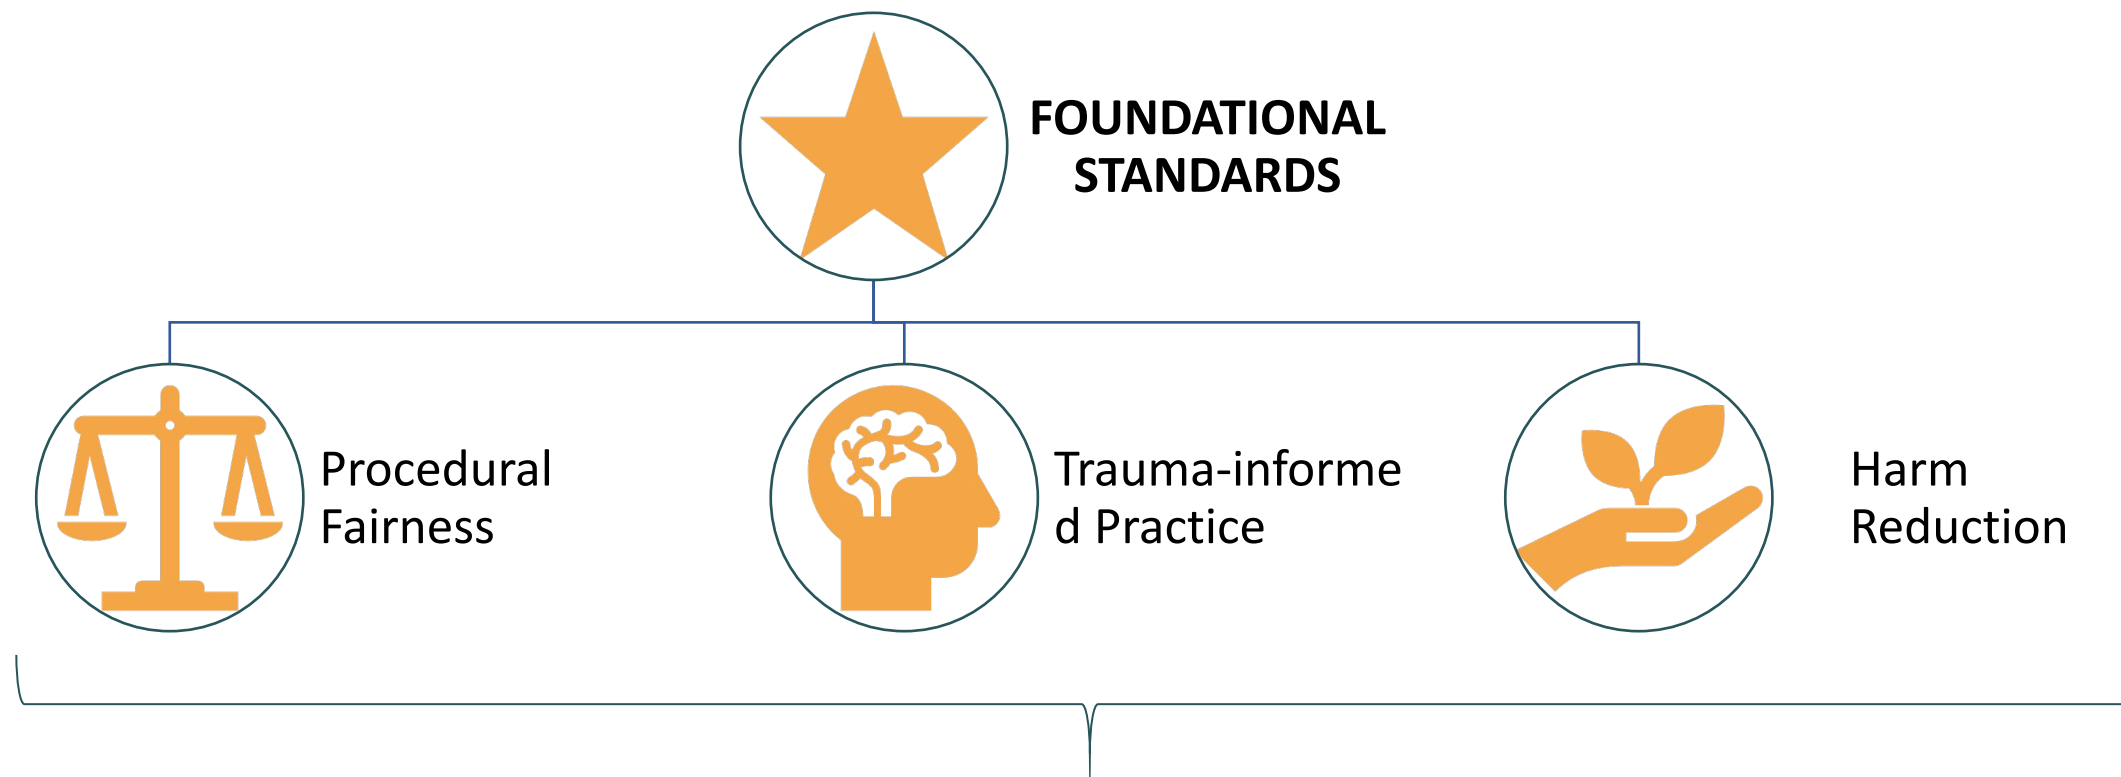 FOUNDATIONAL
STANDARDS
Procedural
Fairness
Trauma-informe
d Practice
Harm
Reduction